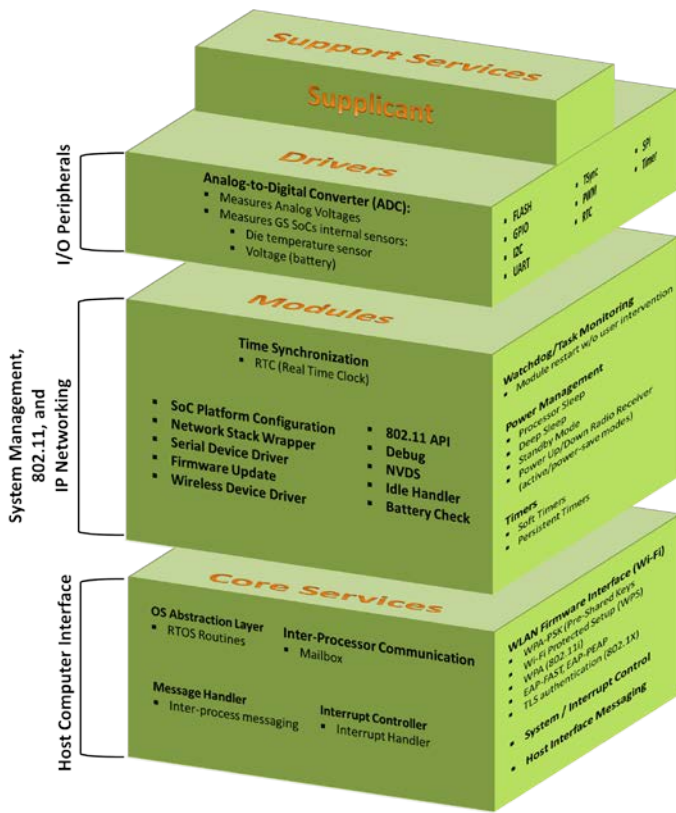 Support Services
Supplicant
Drivers
I/O Peripherals
Analog-to-Digital Converter (ADC):
▪ Measures Analog Voltages
▪ Measures GS SoCs internal sensors:
▪ Die temperature sensor
▪ Voltage (battery)
▪ FLASH
▪ GPIO
▪ I2C
▪ UART
▪ TSync
▪ PWM
▪ RTC
▪ SPI
▪ Timer
Modules
System Management,
802.11, and
IP Networking
Time Synchronization
▪ RTC (Real Time Clock)
▪ SoC Platform Configuration
▪ Network Stack Wrapper
▪ Serial Device Driver
▪ Firmware Update
▪ Wireless Device Driver
▪ 802.11 API
▪ Debug
▪ NVDS
▪ Idle Handler
▪ Battery Check
Watchdog/Task Monitoring
▪ Module restart w/o user intervention
Power Management
▪ Processor Sleep
▪ Deep Sleep
▪ Standby Mode
▪ Power Up/Down Radio Receiver
(active/power-save modes)
Timers
▪ Soft Timers
▪ Persistent Timers
Core Services
Host Computer Interface
OS Abstraction Layer
▪ RTOS Routines
Inter-Processor Communication
▪ Mailbox
Message Handler
▪ Inter-process messaging
Interrupt Controller
▪ Interrupt Handler
WLAN Firmware Interface (Wi-Fi)
▪ WPA-PSK (Pre-Shared Keys
▪ Wi-Fi Protected Setup (WPS)
▪ WPA (802.11i)
▪ EAP-FAST, EAP-PEAP
▪ TLS authentication (802.1X)
▪ System / Interrupt Control
▪ Host Interface Messaging